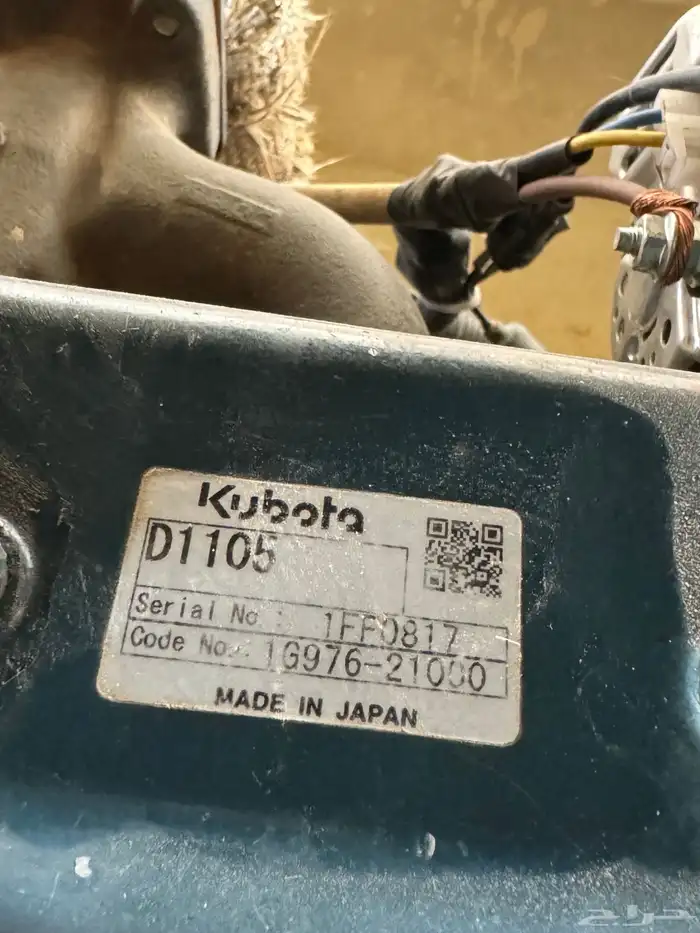 Kubota
D1105
Serial No.: 1FF0817
Code No.: 1G976-21000
MADE IN JAPAN
حراج